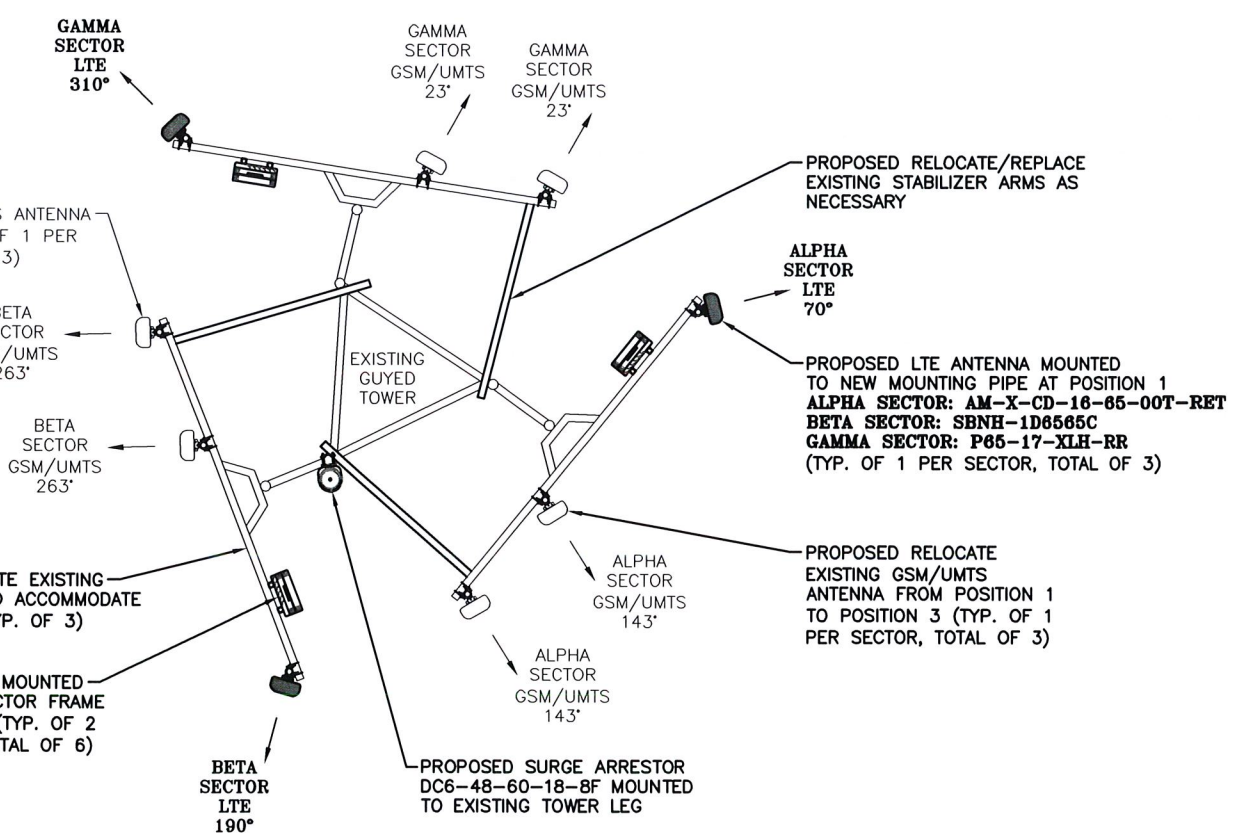 GAMMA
SECTOR
LTE
310°
GAMMA
SECTOR
GSM/UMTS
23°
GAMMA
SECTOR
GSM/UMTS
23°
PROPOSED RELOCATE/REPLACE
EXISTING STABILIZER ARMS AS
NECESSARY
S ANTENNA
F 1 PER
3)
ALPHA
SECTOR
LTE
70°
BETA
SECTOR
/UMTS
263°
EXISTING
GUYED
TOWER
PROPOSED LTE ANTENNA MOUNTED
TO NEW MOUNTING PIPE AT POSITION 1
ALPHA SECTOR: AM-X-CD-16-65-00T-RET
BETA SECTOR: SBNH-1D6565C
GAMMA SECTOR: P65-17-XLH-RR
(TYP. OF 1 PER SECTOR, TOTAL OF 3)
BETA
SECTOR
GSM/UMTS
263°
PROPOSED RELOCATE
EXISTING GSM/UMTS
ANTENNA FROM POSITION 1
TO POSITION 3 (TYP. OF 1
PER SECTOR, TOTAL OF 3)
ALPHA
SECTOR
GSM/UMTS
143°
TE EXISTING
O ACCOMMODATE
YP. OF 3)
ALPHA
SECTOR
GSM/UMTS
143°
MOUNTED
CTOR FRAME
(TYP. OF 2
TAL OF 6)
BETA
SECTOR
LTE
190°
PROPOSED SURGE ARRESTOR
DC6-48-60-18-8F MOUNTED
TO EXISTING TOWER LEG